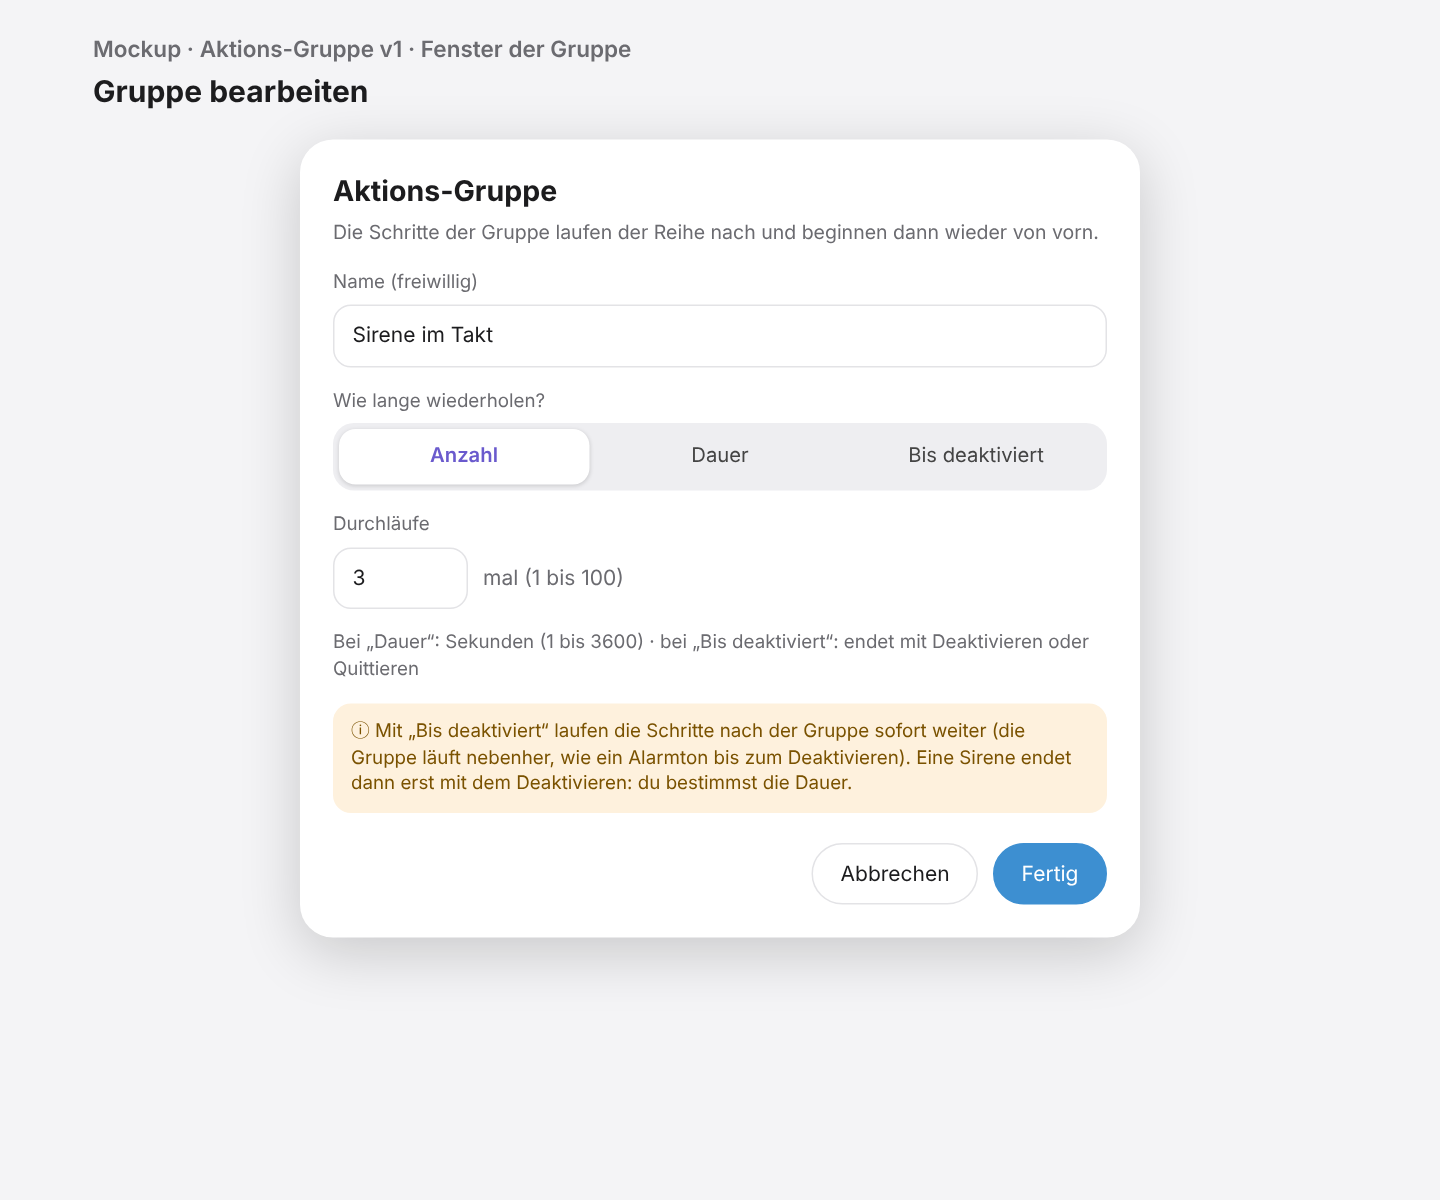 Mockup · Aktions-Gruppe v1 · Fenster der Gruppe
Gruppe bearbeiten
Aktions-Gruppe
Die Schritte der Gruppe laufen der Reihe nach und beginnen dann wieder von vorn.
Name (freiwillig)
Sirene im Takt
Wie lange wiederholen?
Anzahl Dauer Bis deaktiviert
Durchläufe
3 mal (1 bis 100)
Bei „Dauer“: Sekunden (1 bis 3600) · bei „Bis deaktiviert“: endet mit Deaktivieren oder
Quittieren
ⓘ Mit „Bis deaktiviert“ laufen die Schritte nach der Gruppe sofort weiter (die
Gruppe läuft nebenher, wie ein Alarmton bis zum Deaktivieren). Eine Sirene endet
dann erst mit dem Deaktivieren: du bestimmst die Dauer.
Abbrechen Fertig